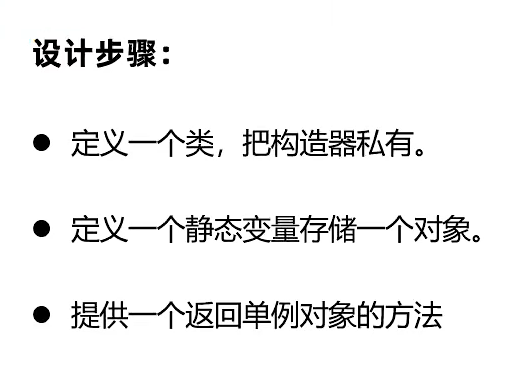 设计步骤：
● 定义一个类，把构造器私有。
● 定义一个静态变量存储一个对象。
● 提供一个返回单例对象的方法